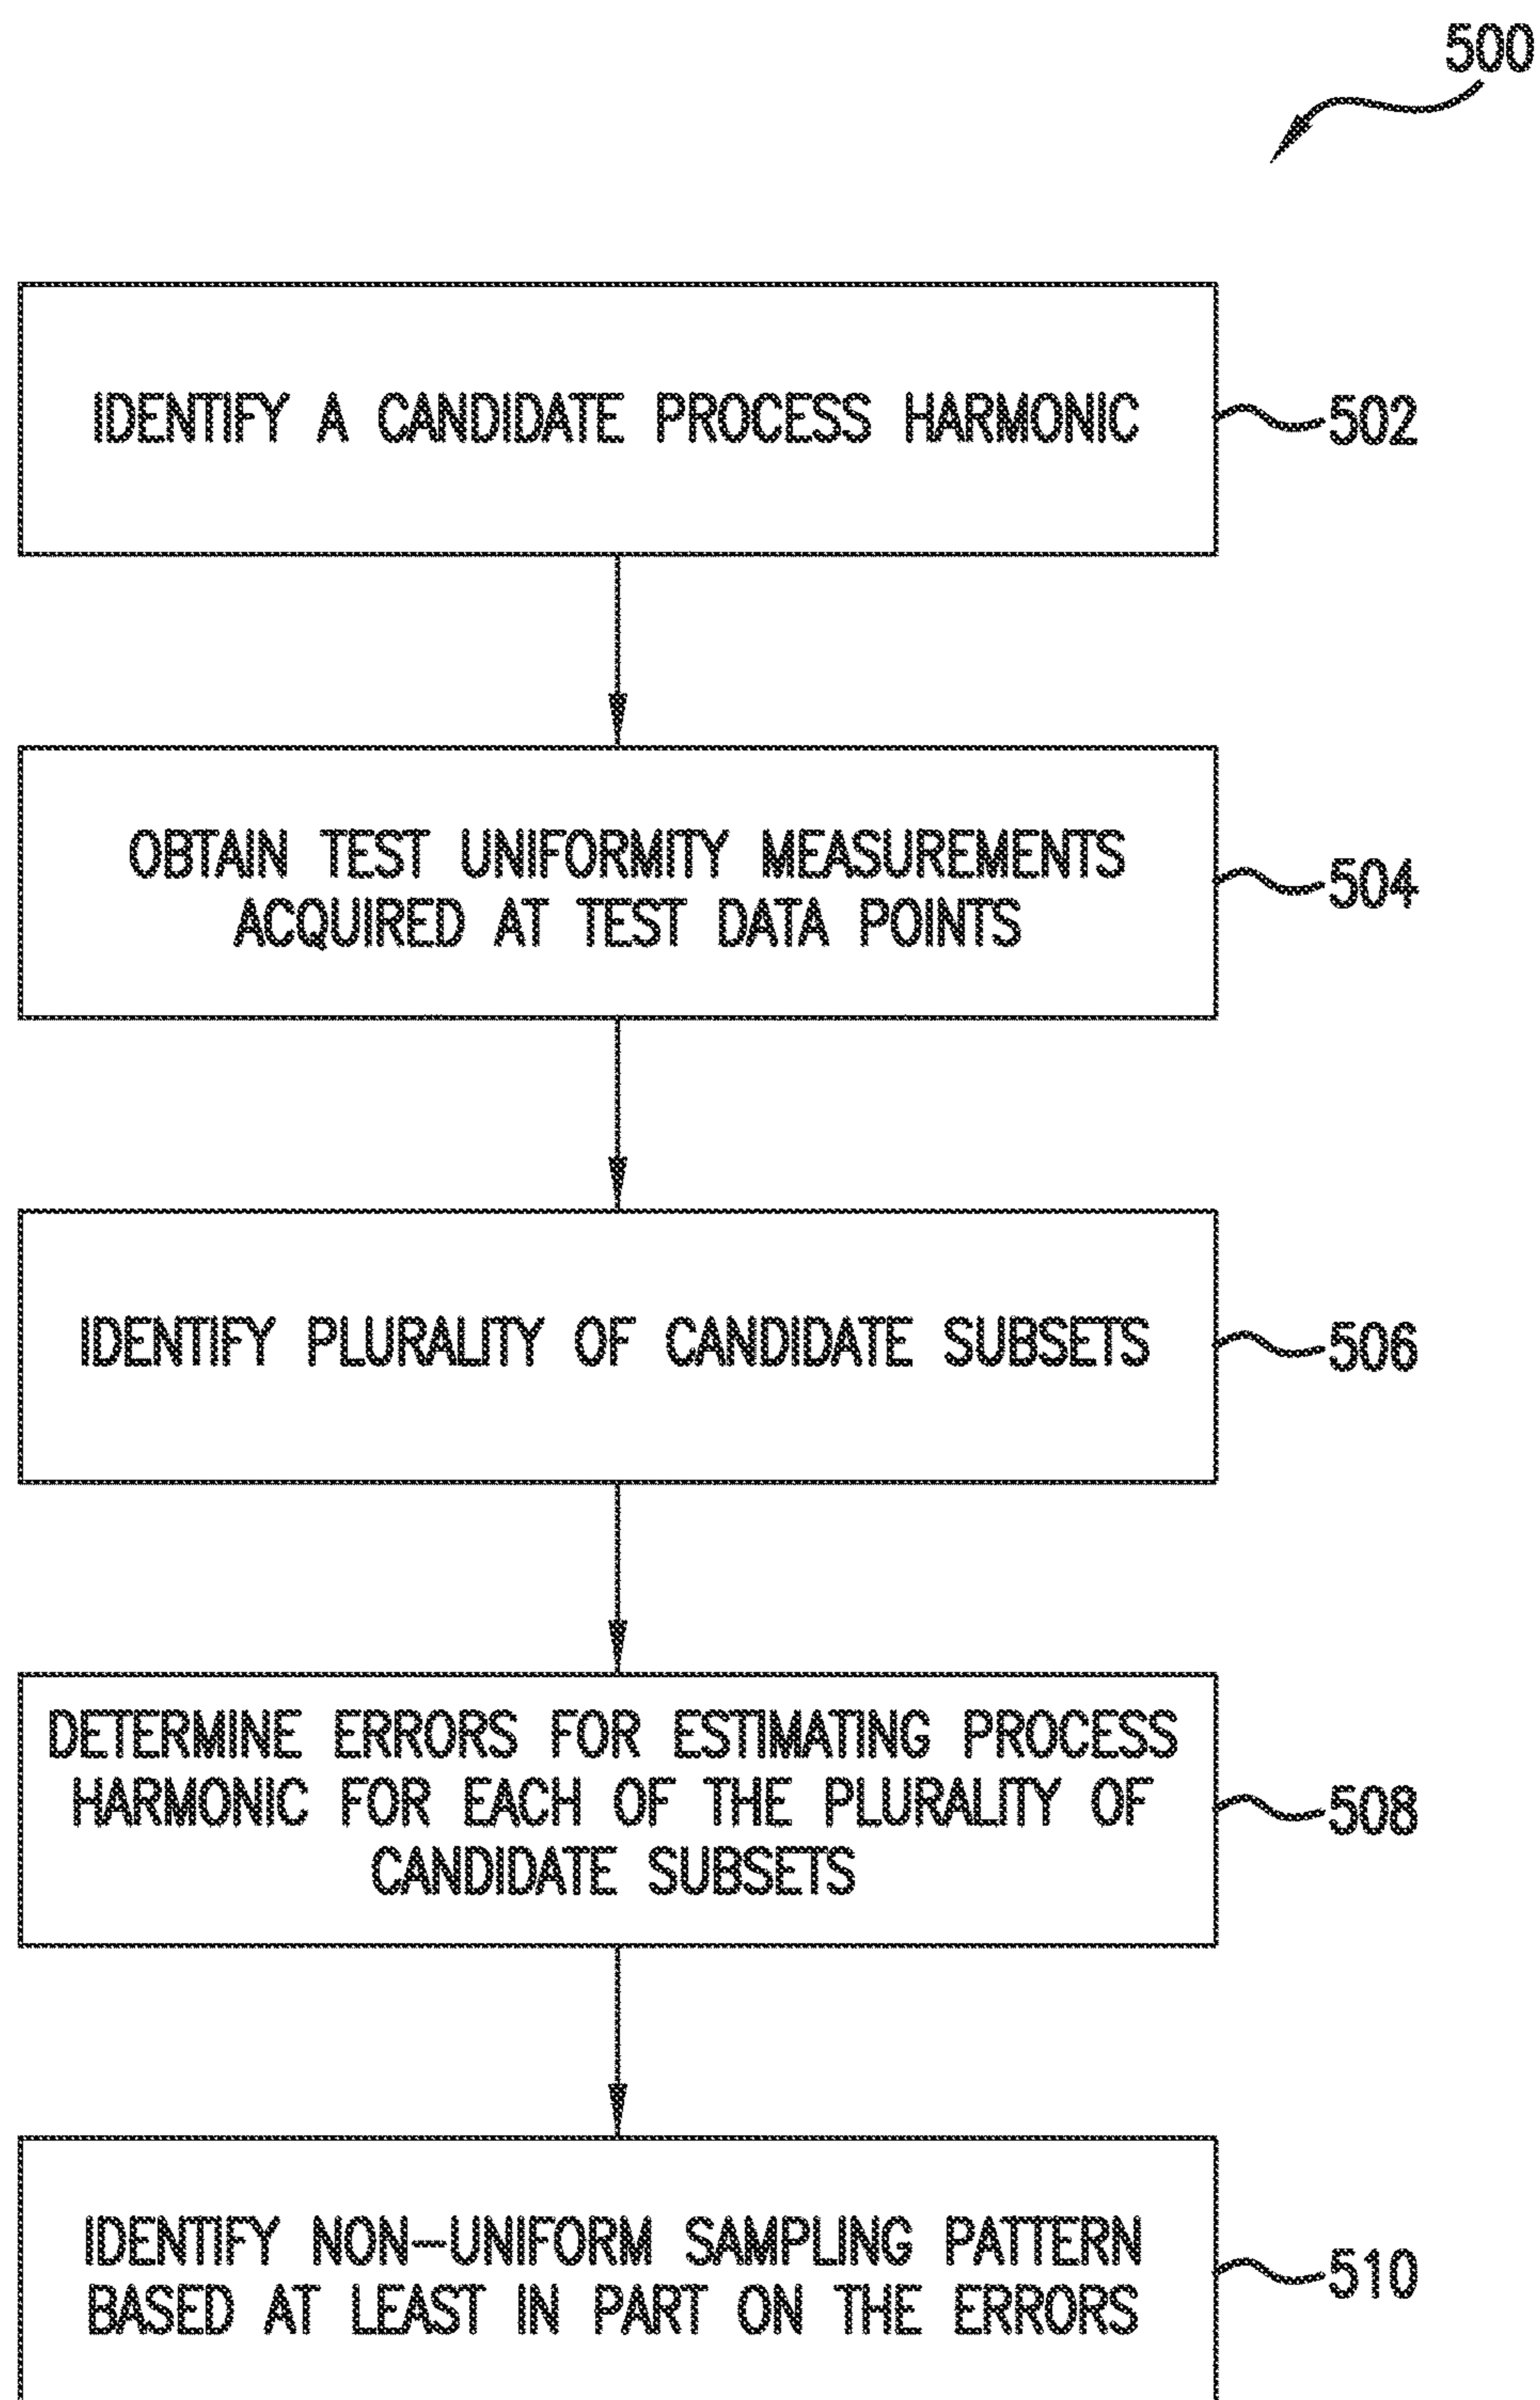 500
IDENTIFY A CANDIDATE PROCESS HARMONIC
502
OBTAIN TEST UNIFORMITY MEASUREMENTS
ACQUIRED AT TEST DATA POINTS
504
IDENTIFY PLURALITY OF CANDIDATE SUBSETS
506
DETERMINE ERRORS FOR ESTIMATING PROCESS
HARMONIC FOR EACH OF THE PLURALITY OF
CANDIDATE SUBSETS
508
IDENTIFY NON-UNIFORM SAMPLING PATTERN
BASED AT LEAST IN PART ON THE ERRORS
510